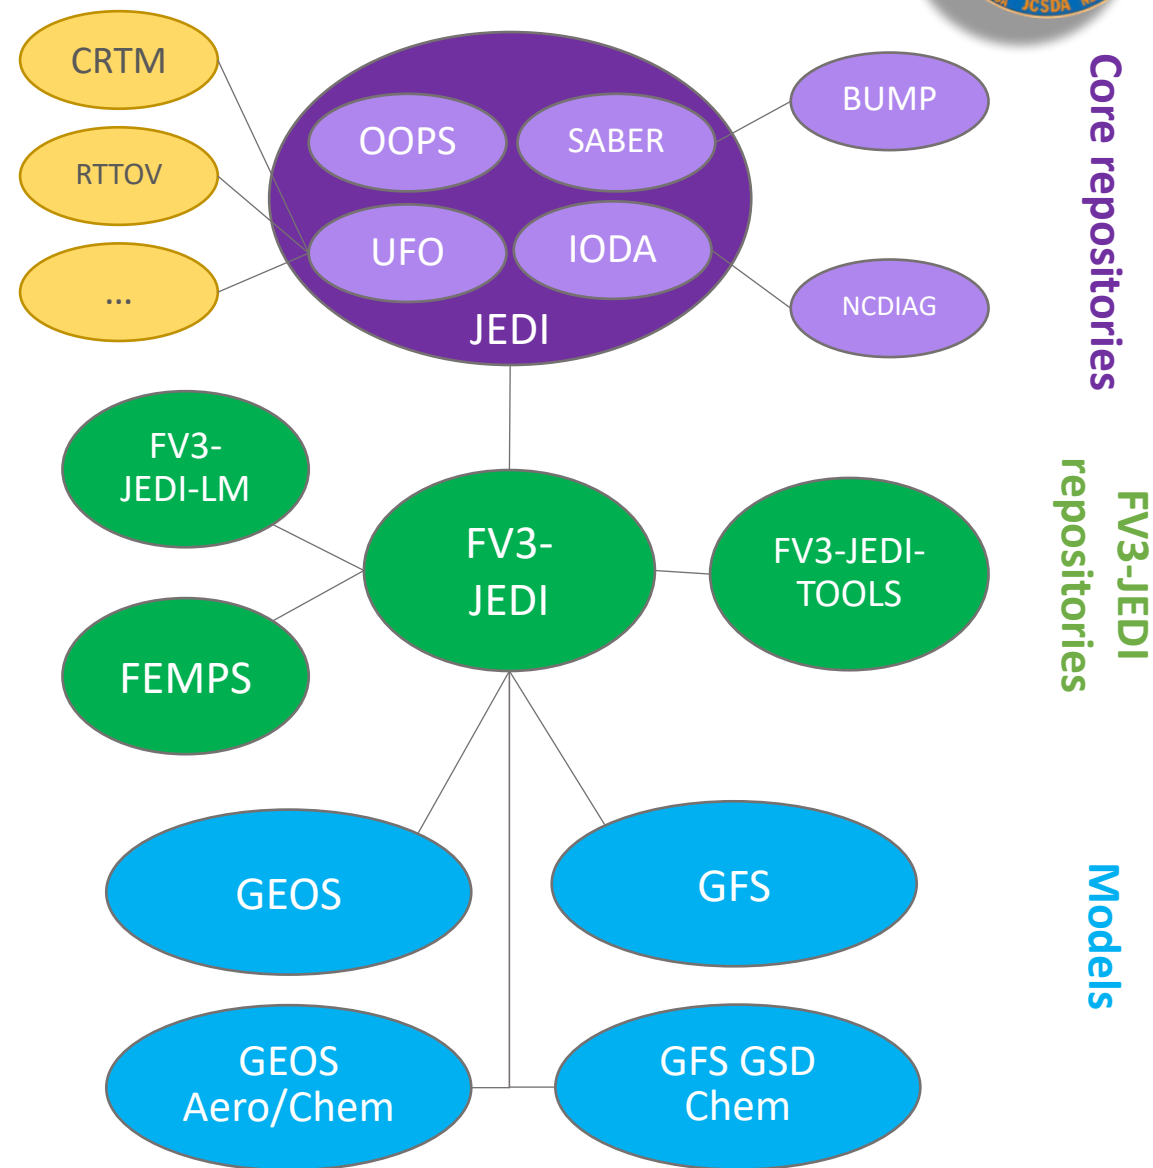 JCSDA
CRTM
BUMP
OOPS
SABER
RTTOV
UFO
IODA
...
NCDIAG
JEDI
Core repositories
FV3-
JEDI-LM
FV3-
JEDI
FV3-JEDI-
TOOLS
FEMPS
FV3-JEDI
repositories
GEOS
GFS
Models
GEOS
Aero/Chem
GFS GSD
Chem